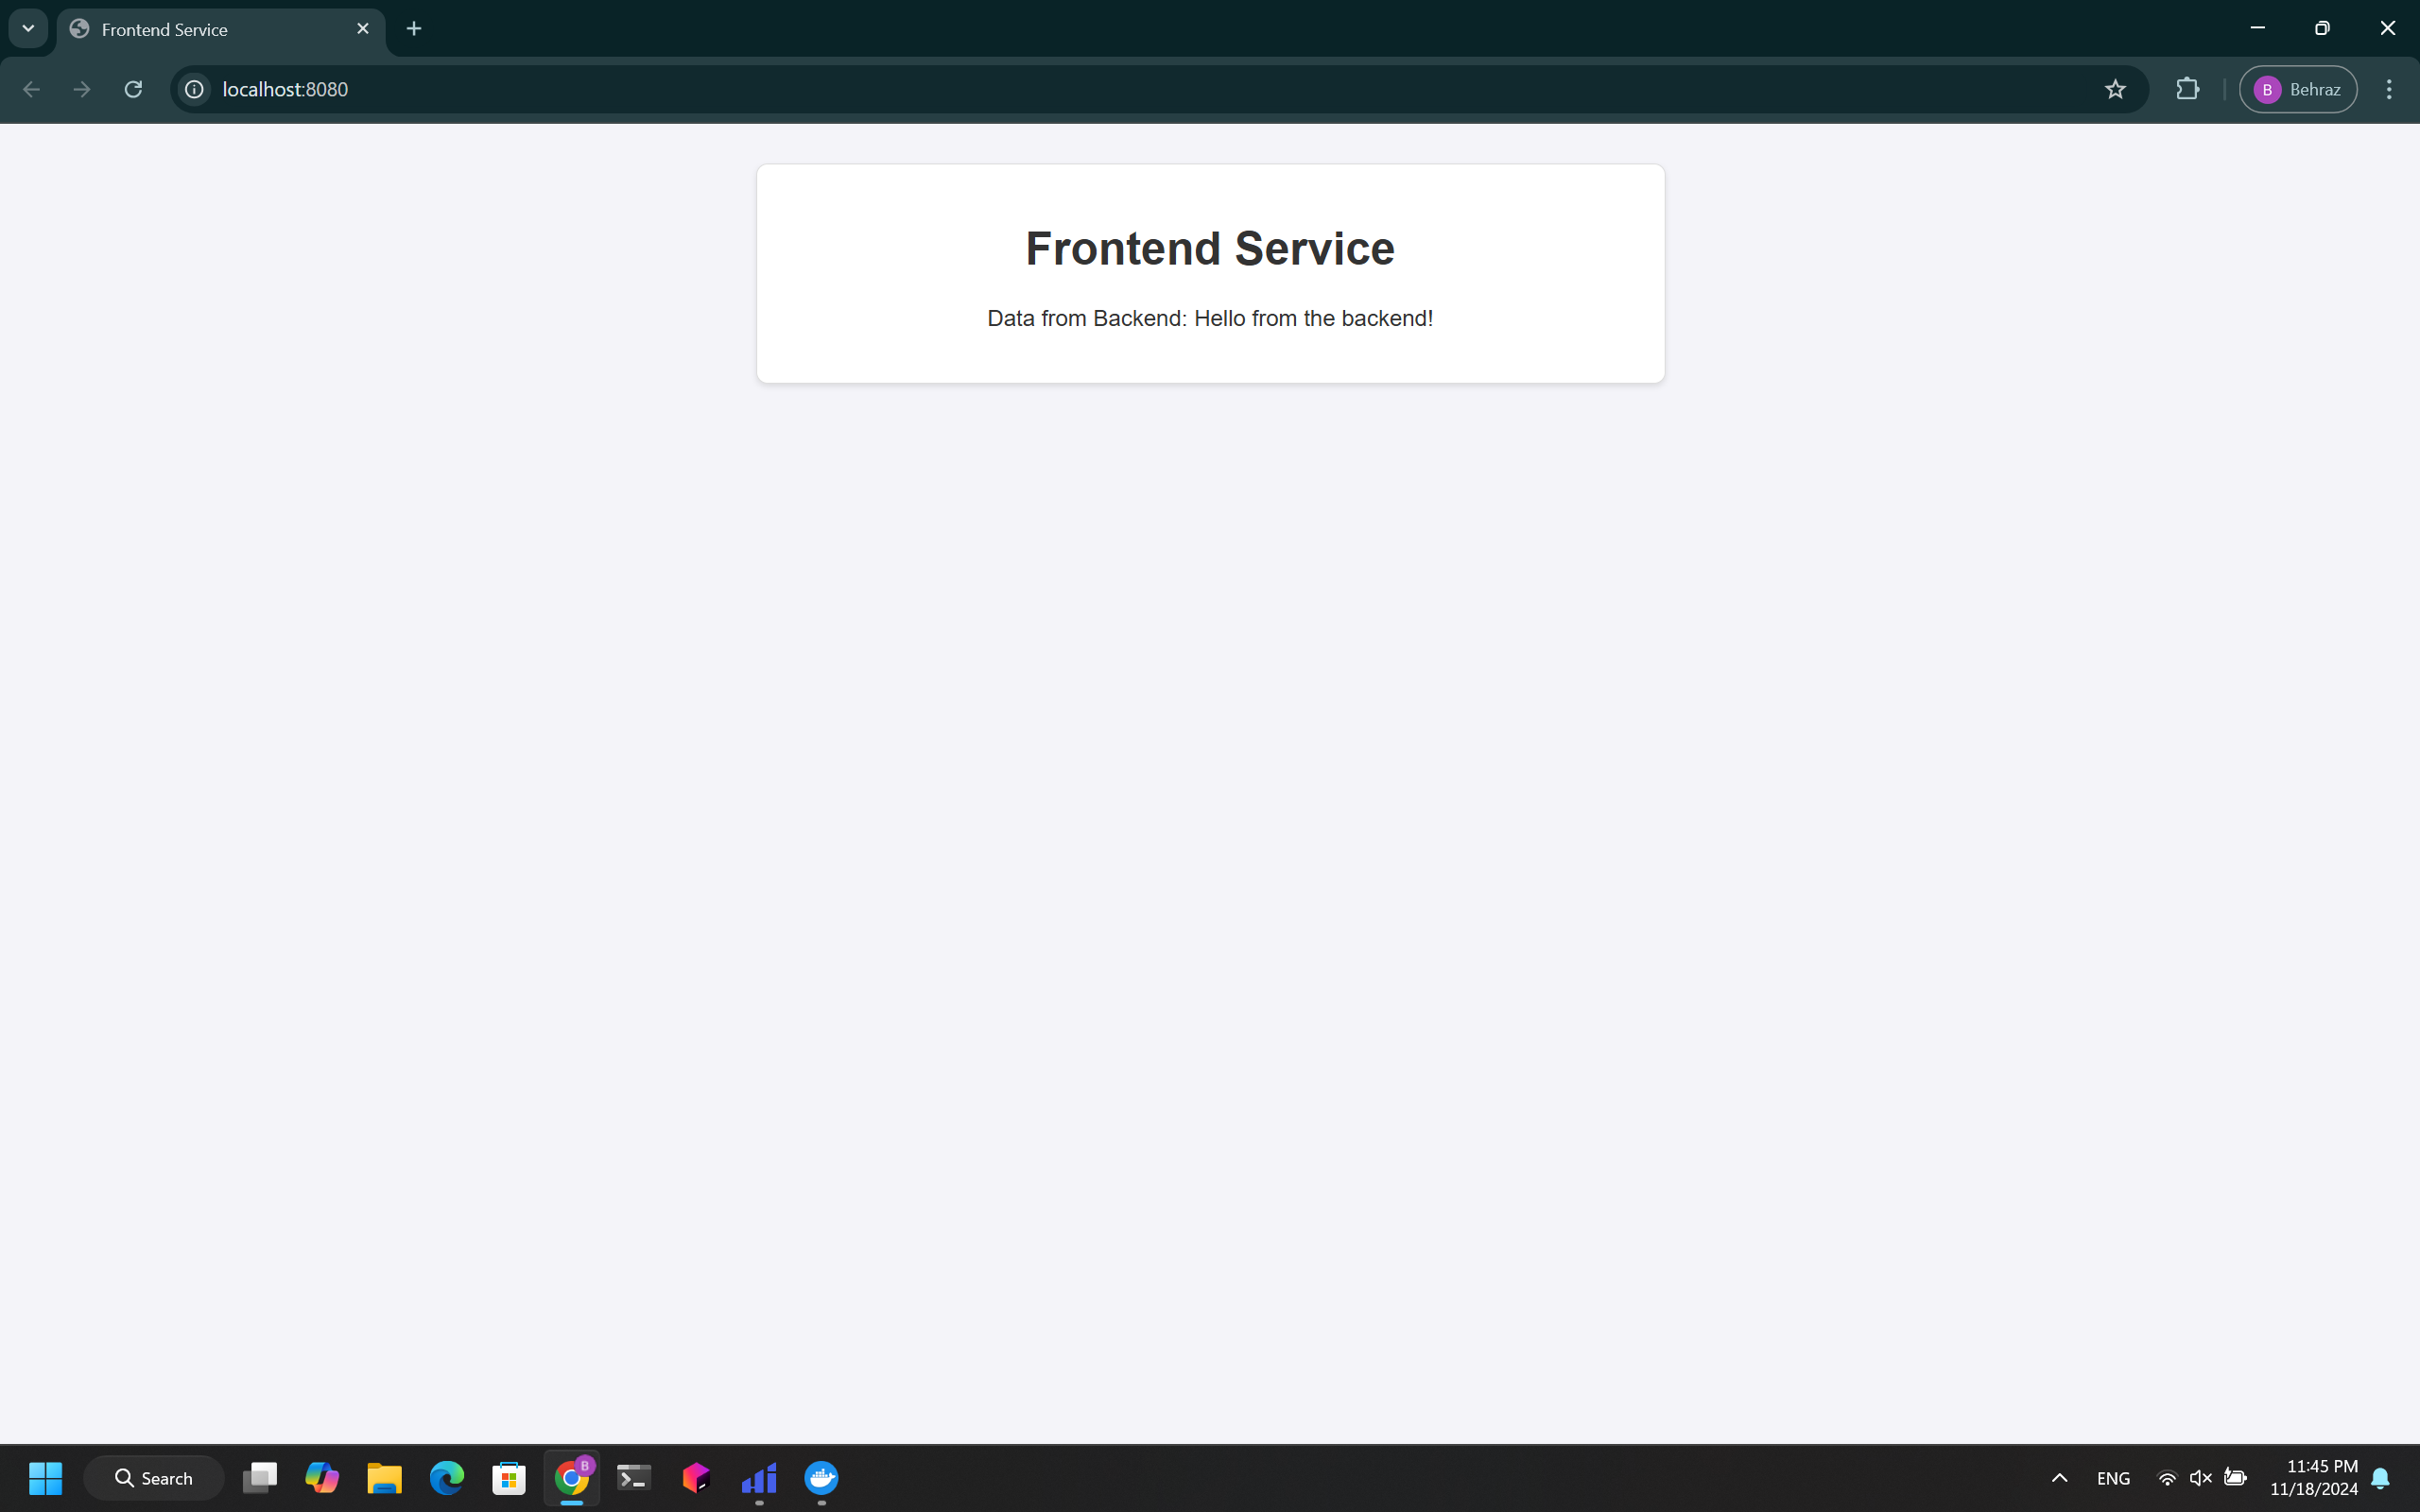 Frontend Service
localhost:8080
B Behraz
Frontend Service
Data from Backend: Hello from the backend!
Search
B
ENG
11:45 PM
11/18/2024